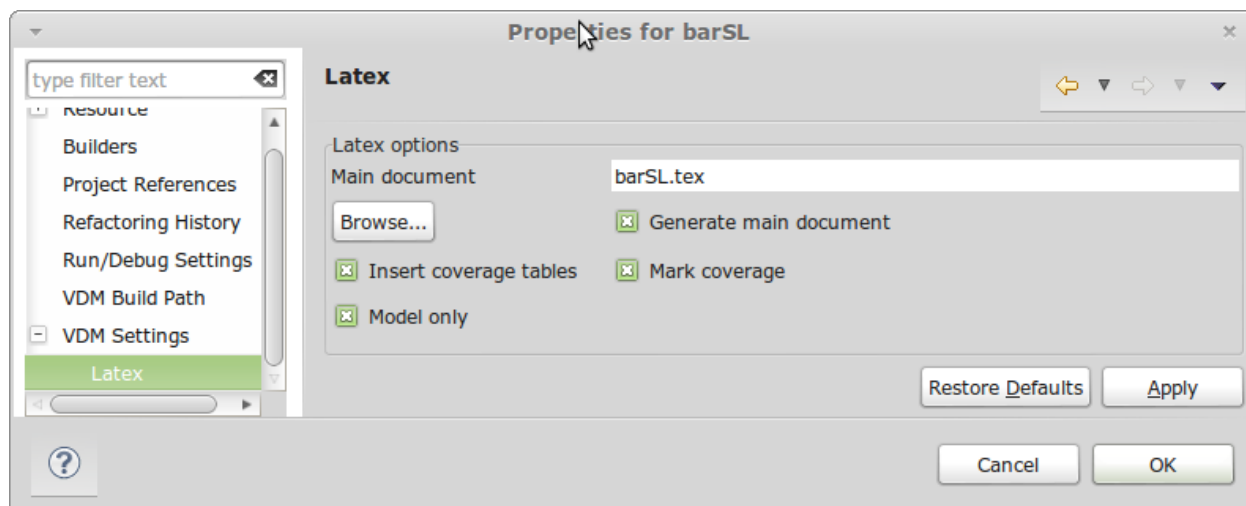 Properties for barSL
type filter text
Resource
Builders
Project References
Refactoring History
Run/Debug Settings
VDM Build Path
VDM Settings
Latex
Latex
Latex options
Main document barSL.tex
Browse... Generate main document
Insert coverage tables Mark coverage
Model only
Restore Defaults Apply
? Cancel OK